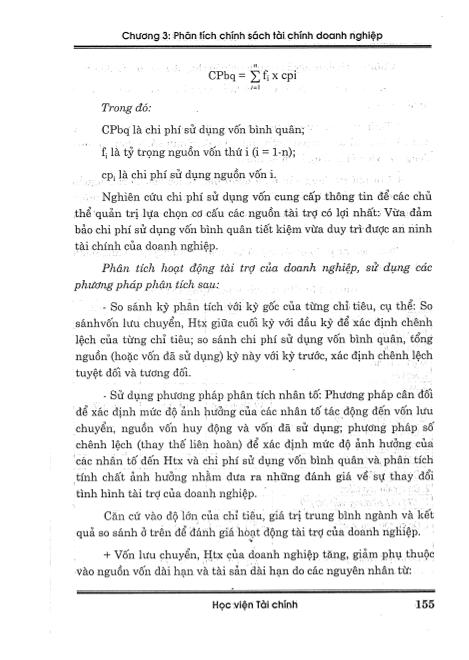 Chương 3: Phân tích chính sách tài chính doanh nghiệp
CPbq = n ∑ i=1 fᵢ x cpi
Trong đó:
CPbq là chi phí sử dụng vốn bình quân;
fᵢ là tỷ trọng nguồn vốn thứ i (i = 1-n);
cpᵢ là chi phí sử dụng nguồn vốn i.
Nghiên cứu chi phí sử dụng vốn cung cấp thông tin để các chủ
thể quản trị lựa chọn cơ cấu các nguồn tài trợ có lợi nhất: Vừa đảm
bảo chi phí sử dụng vốn bình quân tiết kiệm vừa duy trì được an ninh
tài chính của doanh nghiệp.
Phân tích hoạt động tài trợ của doanh nghiệp, sử dụng các
phương pháp phân tích sau:
- So sánh kỳ phân tích với kỳ gốc của từng chỉ tiêu, cụ thể: So
sánhvốn lưu chuyển, Htx giữa cuối kỳ với đầu kỳ để xác định chênh
lệch của từng chỉ tiêu; so sánh chi phí sử dụng vốn bình quân, tổng
nguồn (hoặc vốn đã sử dụng) kỳ này với kỳ trước, xác định chênh lệch
tuyệt đối và tương đối.
- Sử dụng phương pháp phân tích nhân tố: Phương pháp cân đối
để xác định mức độ ảnh hưởng của các nhân tố tác động đến vốn lưu
chuyển, nguồn vốn huy động và vốn đã sử dụng; phương pháp số
chênh lệch (thay thế liên hoàn) để xác định mức độ ảnh hưởng của
các nhân tố đến Htx và chi phí sử dụng vốn bình quân và phân tích
tính chất ảnh hưởng nhằm đưa ra những đánh giá về sự thay đổi
tình hình tài trợ của doanh nghiệp.
Căn cứ vào độ lớn của chỉ tiêu, giá trị trung bình ngành và kết
quả so sánh ở trên để đánh giá hoạt động tài trợ của doanh nghiệp.
+ Vốn lưu chuyển, Htx của doanh nghiệp tăng, giảm phụ thuộc
vào nguồn vốn dài hạn và tài sản dài hạn do các nguyên nhân từ:
Học viện Tài chính 155